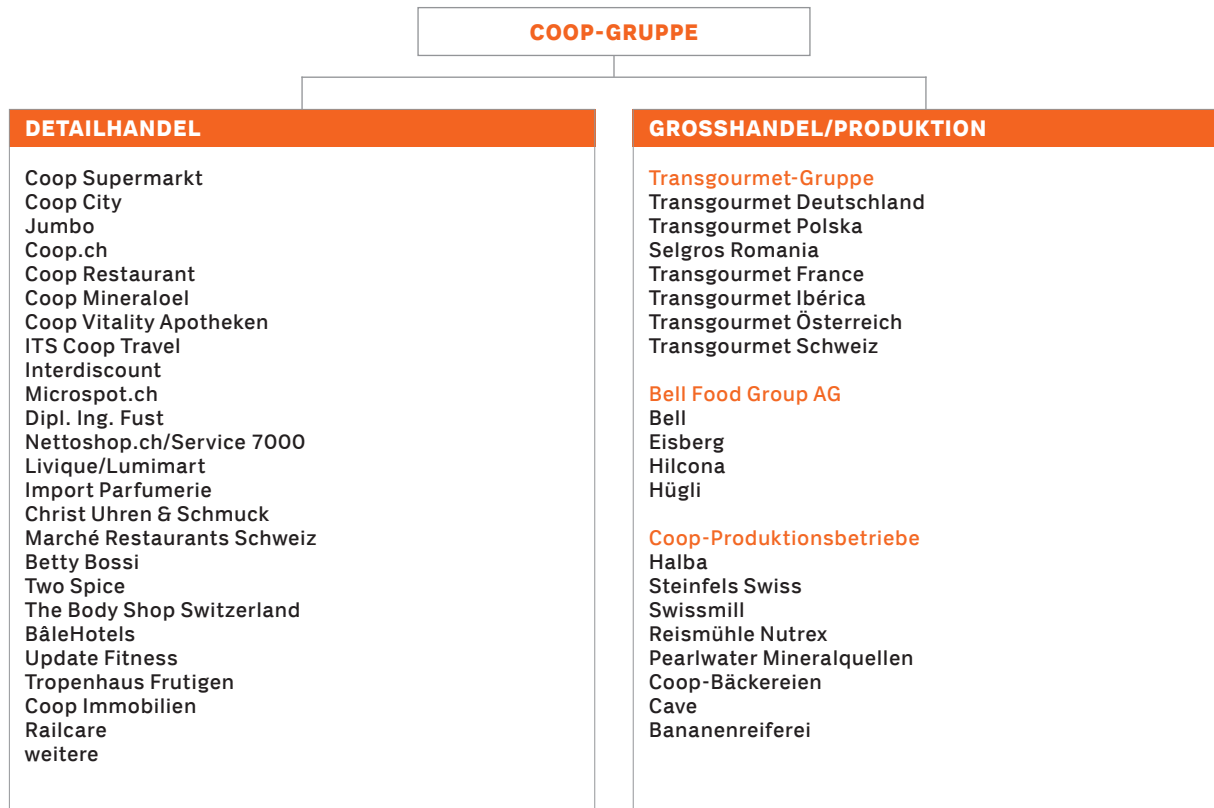 COOP-GRUPPE
DETAILHANDEL
Coop Supermarkt
Coop City
Jumbo
Coop.ch
Coop Restaurant
Coop Mineraloel
Coop Vitality Apotheken
ITS Coop Travel
Interdiscount
Microspot.ch
Dipl. Ing. Fust
Nettoshop.ch/Service 7000
Livique/Lumimart
Import Parfumerie
Christ Uhren & Schmuck
Marché Restaurants Schweiz
Betty Bossi
Two Spice
The Body Shop Switzerland
BâleHotels
Update Fitness
Tropenhaus Frutigen
Coop Immobilien
Railcare
weitere
GROSSHANDEL/PRODUKTION
Transgourmet-Gruppe
Transgourmet Deutschland
Transgourmet Polska
Selgros Romania
Transgourmet France
Transgourmet Ibérica
Transgourmet Österreich
Transgourmet Schweiz
Bell Food Group AG
Bell
Eisberg
Hilcona
Hügli
Coop-Produktionsbetriebe
Halba
Steinfels Swiss
Swissmill
Reismühle Nutrex
Pearlwater Mineralquellen
Coop-Bäckereien
Cave
Bananenreiferei